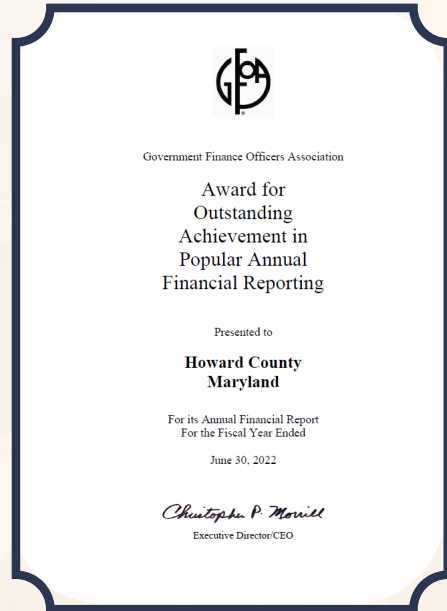 GFOA
Government Finance Officers Association
Award for
Outstanding
Achievement in
Popular Annual
Financial Reporting
Presented to
Howard County
Maryland
For its Annual Financial Report
For the Fiscal Year Ended
June 30, 2022
Christopher P. Morrill
Executive Director/CEO